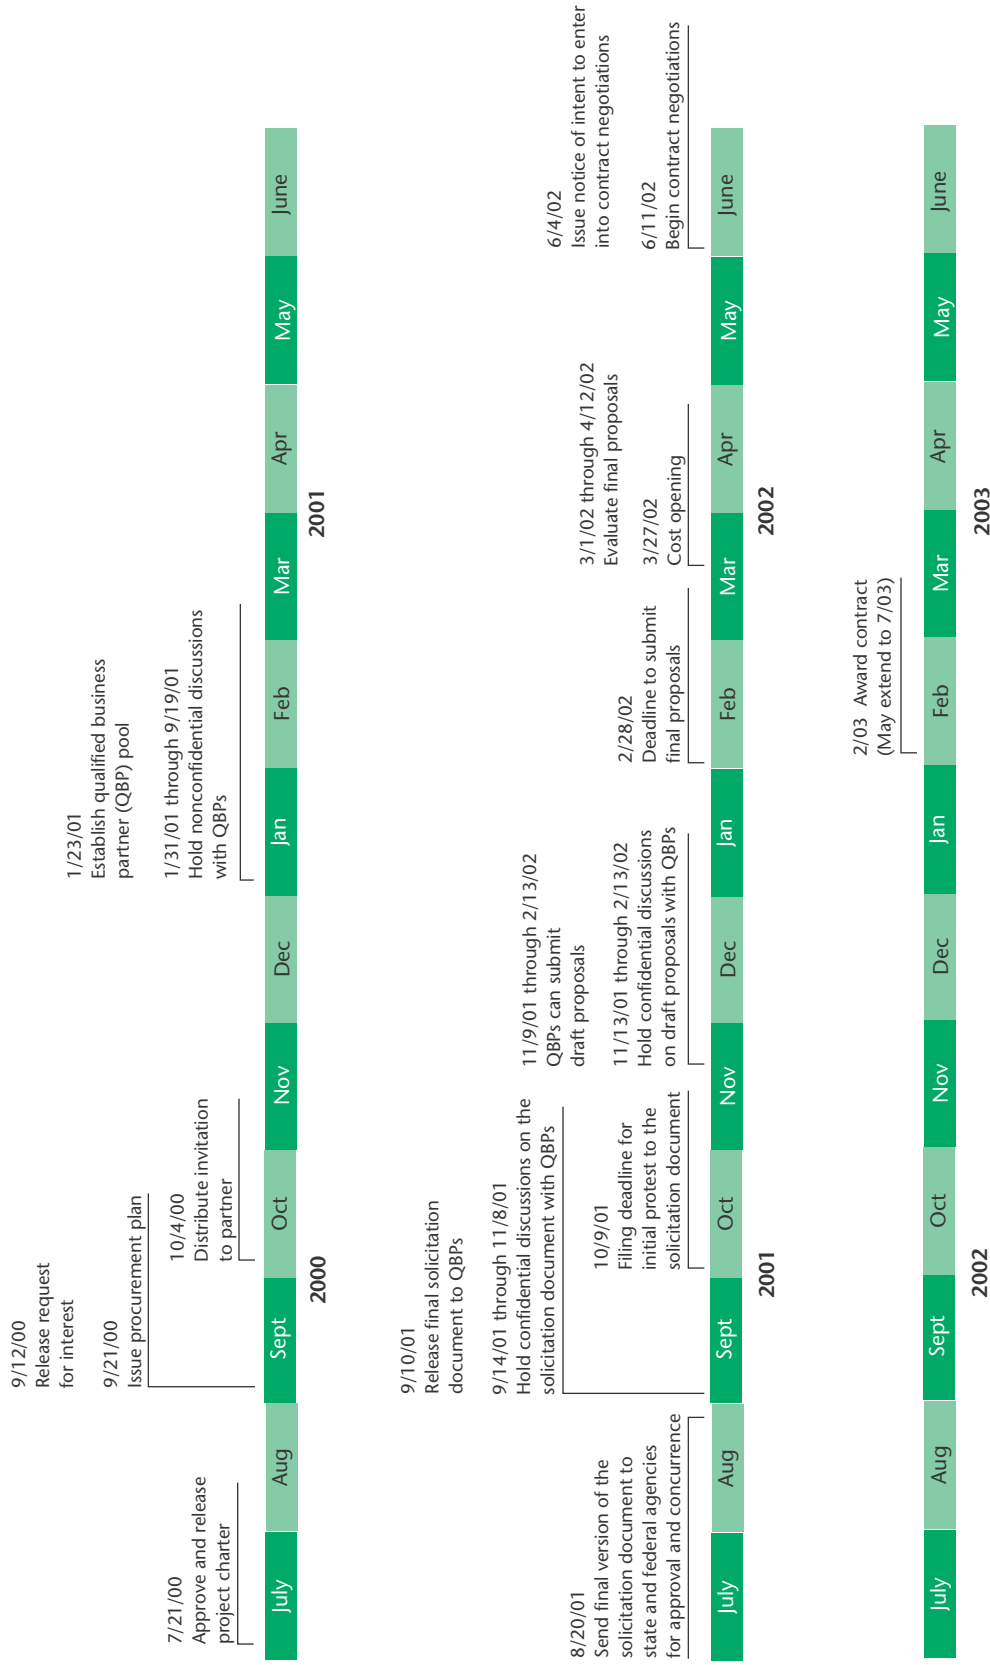 7/21/00
Approve and release
project charter
9/12/00
Release request
for interest
9/21/00
Issue procurement plan
10/4/00
Distribute invitation
to partner
1/23/01
Establish qualified business
partner (QBP) pool
1/31/01 through 9/19/01
Hold nonconfidential discussions
with QBPs
July Aug Sept Oct Nov Dec Jan Feb Mar Apr May June
2000 2001
8/20/01
Send final version of the
solicitation document to
state and federal agencies
for approval and concurrence
9/10/01
Release final solicitation
document to QBPs
9/14/01 through 11/8/01
Hold confidential discussions on the
solicitation document with QBPs
10/9/01
Filing deadline for
initial protest to the
solicitation document
11/9/01 through 2/13/02
QBPs can submit
draft proposals
11/13/01 through 2/13/02
Hold confidential discussions
on draft proposals with QBPs
2/28/02
Deadline to submit
final proposals
3/1/02 through 4/12/02
Evaluate final proposals
3/27/02
Cost opening
6/4/02
Issue notice of intent to enter
into contract negotiations
6/11/02
Begin contract negotiations
July Aug Sept Oct Nov Dec Jan Feb Mar Apr May June
2001 2002
2/03 Award contract
(May extend to 7/03)
July Aug Sept Oct Nov Dec Jan Feb Mar Apr May June
2002 2003